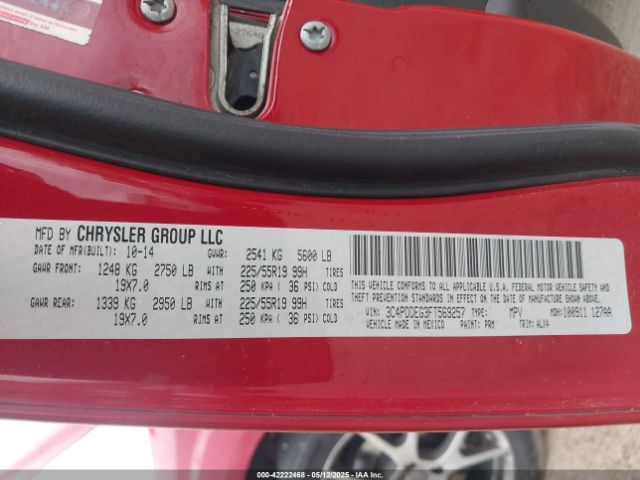 27640
MFD BY CHRYSLER GROUP LLC
DATE OF MFR(BUILT): 10-14 GVWR: 2541 KG 5600 LB
GAWR FRONT: 1248 KG 2750 LB WITH 225/55R19 99H TIRES
19X7.0 RIMS AT 250 KPA ( 36 PSI) COLD
GAWR REAR: 1339 KG 2950 LB WITH 225/55R19 99H TIRES
19X7.0 RIMS AT 250 KPA ( 36 PSI) COLD
THIS VEHICLE CONFORMS TO ALL APPLICABLE U.S.A. FEDERAL MOTOR VEHICLE SAFETY AND
THEFT PREVENTION STANDARDS IN EFFECT ON THE DATE OF MANUFACTURE SHOWN ABOVE.
VIN: 3C4PDDEG3FT569257 TYPE: MPV MDH: 100911 127AA
VEHICLE MADE IN MEXICO PAINT: PRM TRIM: ALX9
000-42222468 - 05/12/2025 - IAA Inc.